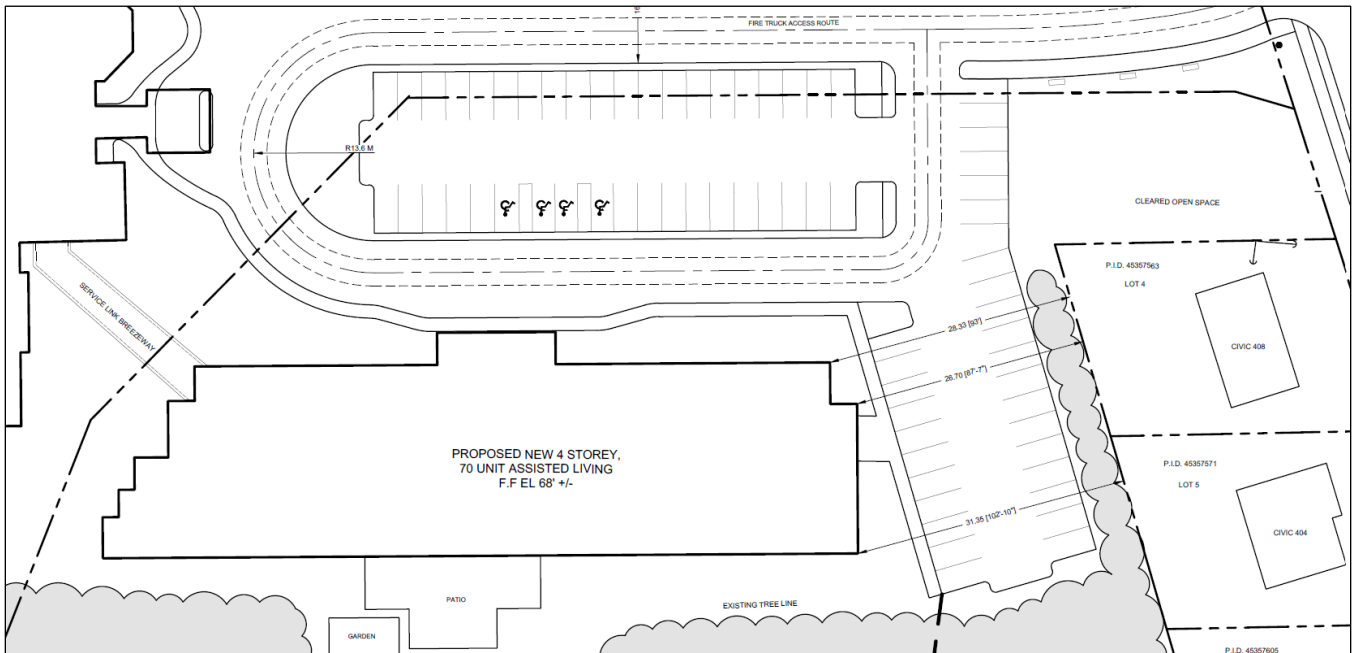 16
FIRE TRUCK ACCESS ROUTE
R13.6 M
CLEARED OPEN SPACE
P.I.D. 45357563
LOT 4
SERVICE LINK BREEZEWAY
28.33 [93']
CIVIC 408
26.70 [87'-7"]
PROPOSED NEW 4 STOREY,
70 UNIT ASSISTED LIVING
F.F EL 68' +/-
P.I.D. 45357571
LOT 5
31.35 [102'-10"]
CIVIC 404
PATIO
EXISTING TREE LINE
GARDEN
P.I.D. 45357605